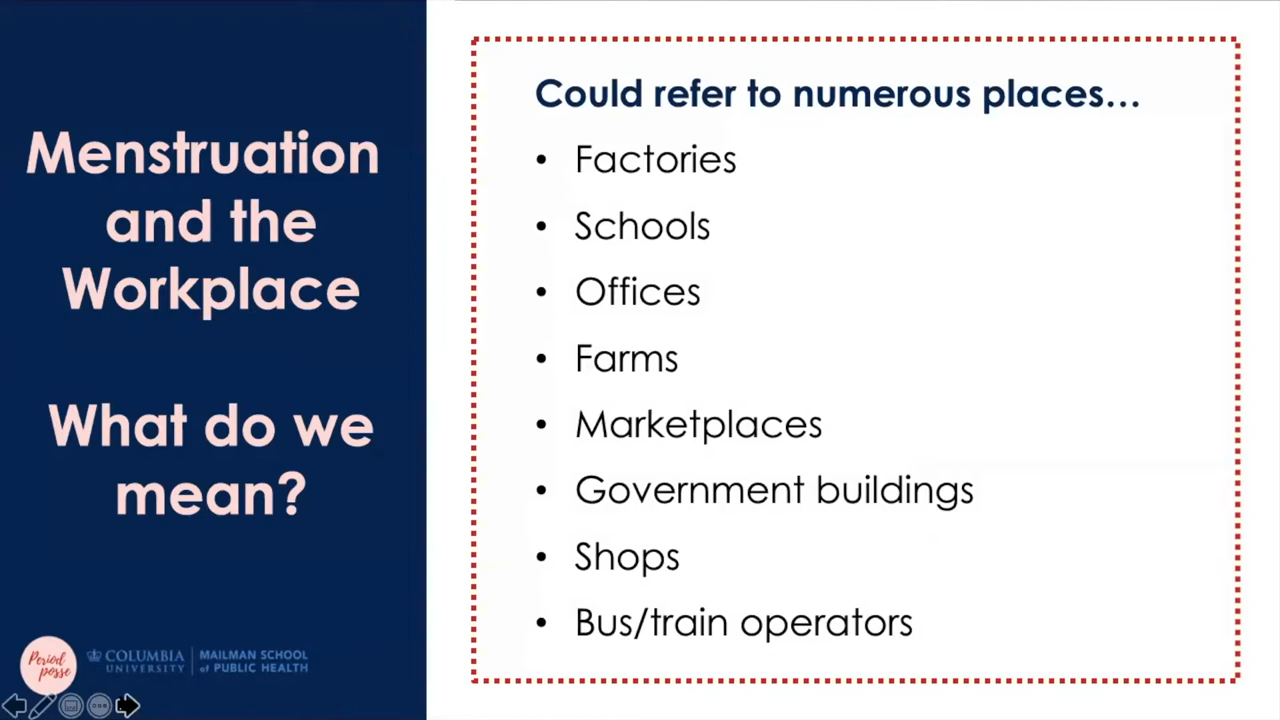 Menstruation
and the
Workplace
What do we
mean?
Could refer to numerous places…
• Factories
• Schools
• Offices
• Farms
• Marketplaces
• Government buildings
• Shops
• Bus/train operators
Period
posse
COLUMBIA
UNIVERSITY
MAILMAN SCHOOL
of PUBLIC HEALTH